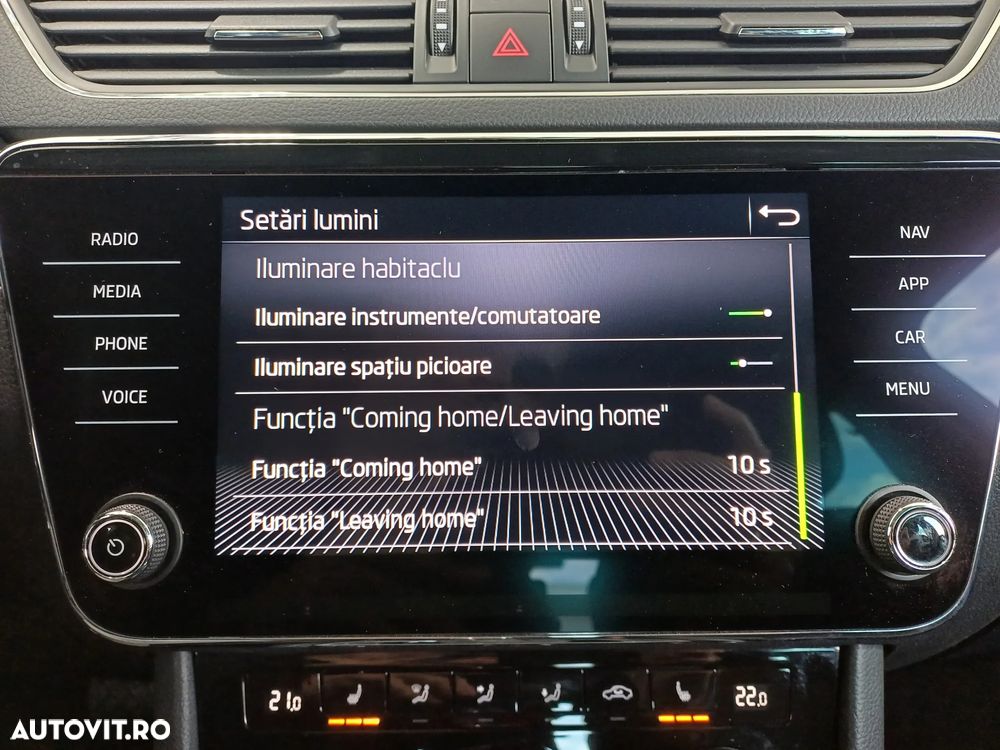 Setări lumini
RADIO
NAV
Iluminare habitaclu
MEDIA
APP
Iluminare instrumente/comutatoare
PHONE
CAR
Iluminare spațiu picioare
VOICE
MENU
Funcția "Coming home/Leaving home"
Funcția "Coming home" 10 s
Funcția "Leaving home" 10 s
21.0 22.0
AUTOVIT.RO